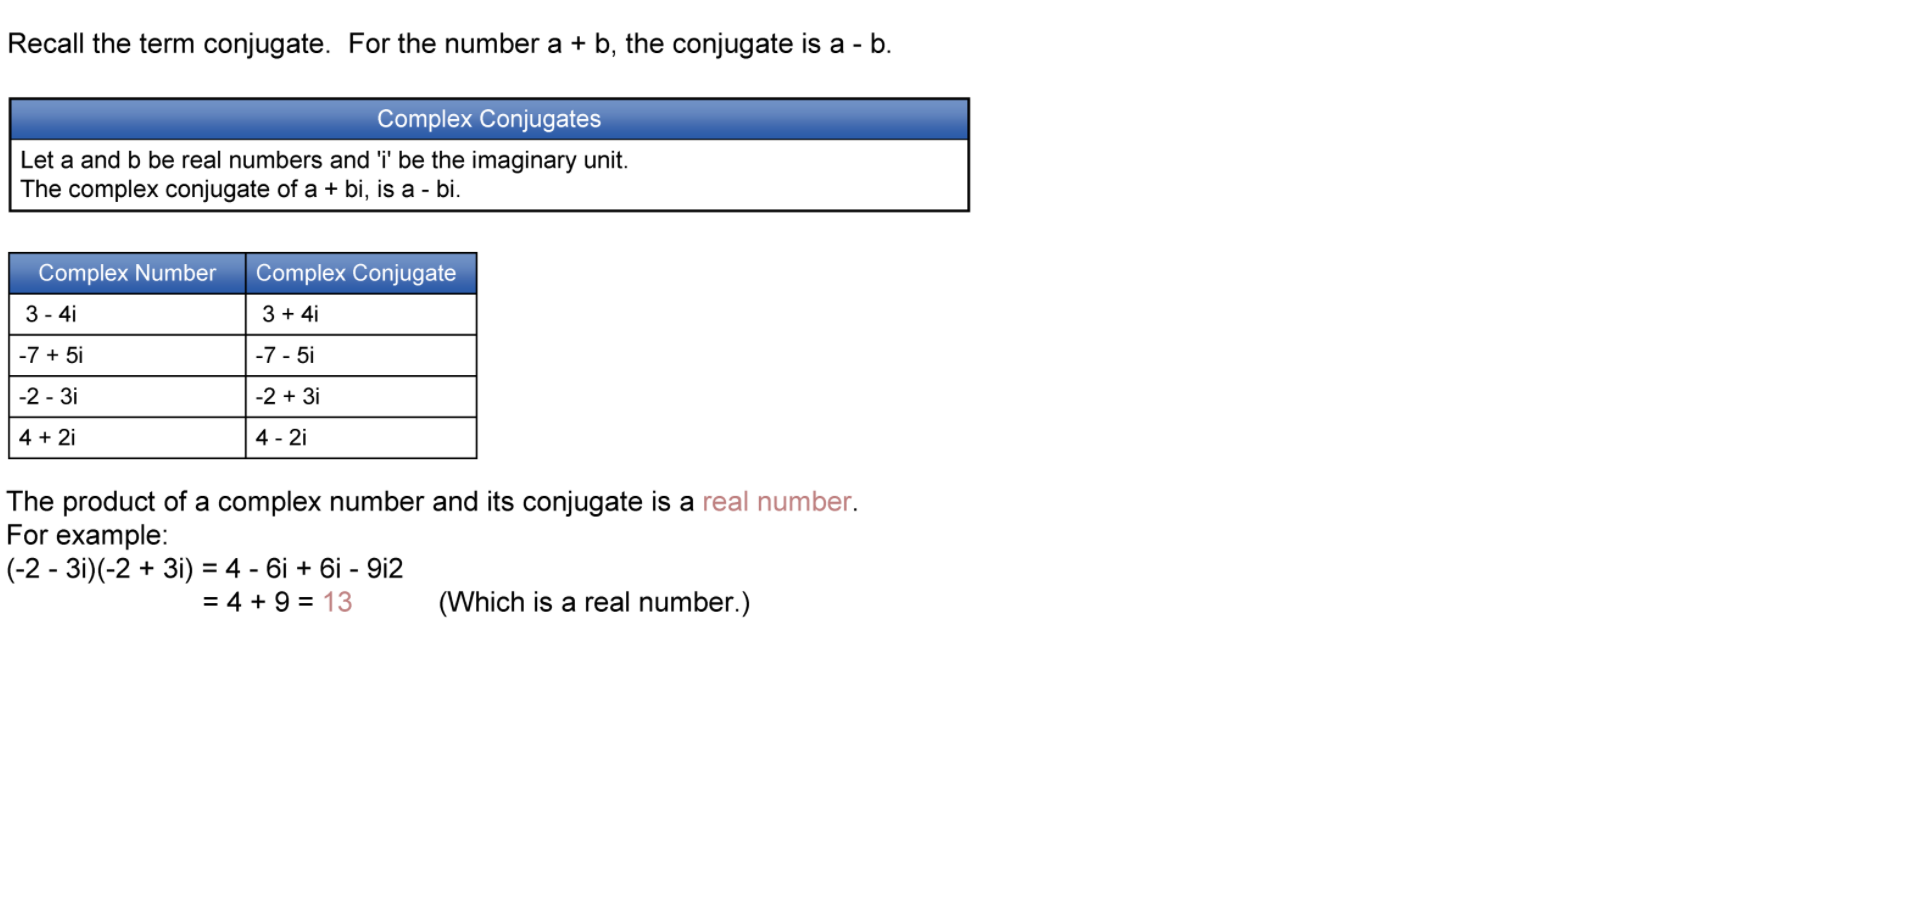 Recall the term conjugate.  For the number a + b, the conjugate is a - b.
Complex Conjugates
Let a and b be real numbers and 'i' be the imaginary unit.
The complex conjugate of a + bi, is a - bi.
Complex Number Complex Conjugate
3 - 4i 3 + 4i
-7 + 5i -7 - 5i
-2 - 3i -2 + 3i
4 + 2i 4 - 2i
The product of a complex number and its conjugate is a real number.
For example:
(-2 - 3i)(-2 + 3i) = 4 - 6i + 6i - 9i2
= 4 + 9 = 13 (Which is a real number.)